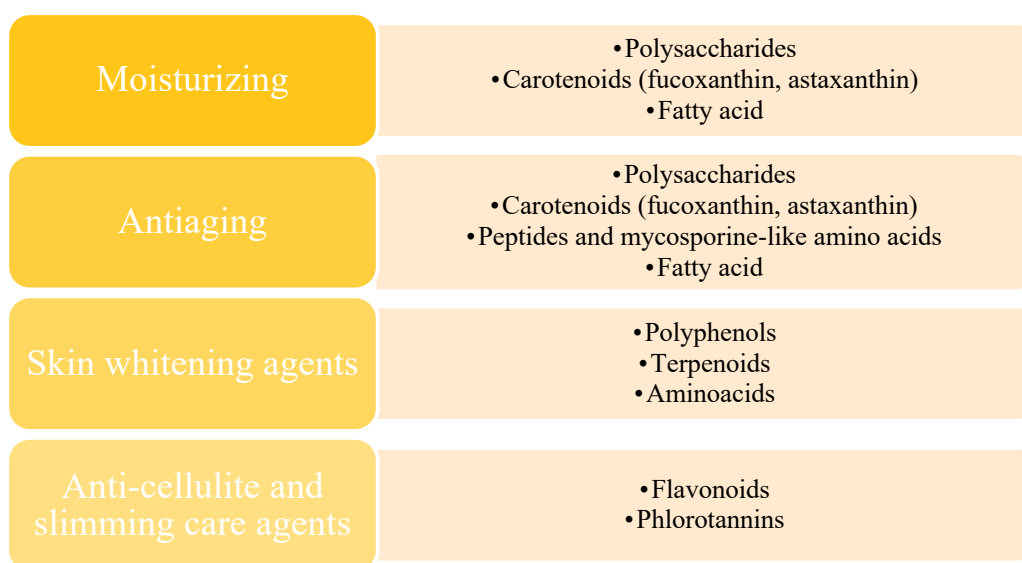 Moisturizing
•Polysaccharides
•Carotenoids (fucoxanthin, astaxanthin)
•Fatty acid
Antiaging
•Polysaccharides
•Carotenoids (fucoxanthin, astaxanthin)
•Peptides and mycosporine-like amino acids
•Fatty acid
Skin whitening agents
•Polyphenols
•Terpenoids
•Aminoacids
Anti-cellulite and
slimming care agents
•Flavonoids
•Phlorotannins